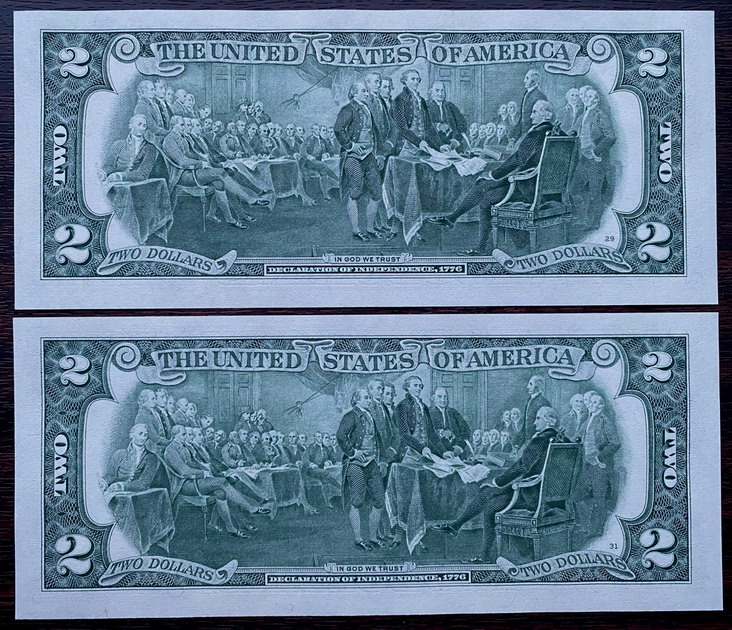 2 THE UNITED STATES OF AMERICA 2
TWO TWO
29
2 TWO DOLLARS IN GOD WE TRUST TWO DOLLARS 2
DECLARATION OF INDEPENDENCE, 1776
2 THE UNITED STATES OF AMERICA 2
TWO TWO
31
2 TWO DOLLARS IN GOD WE TRUST TWO DOLLARS 2
DECLARATION OF INDEPENDENCE, 1776